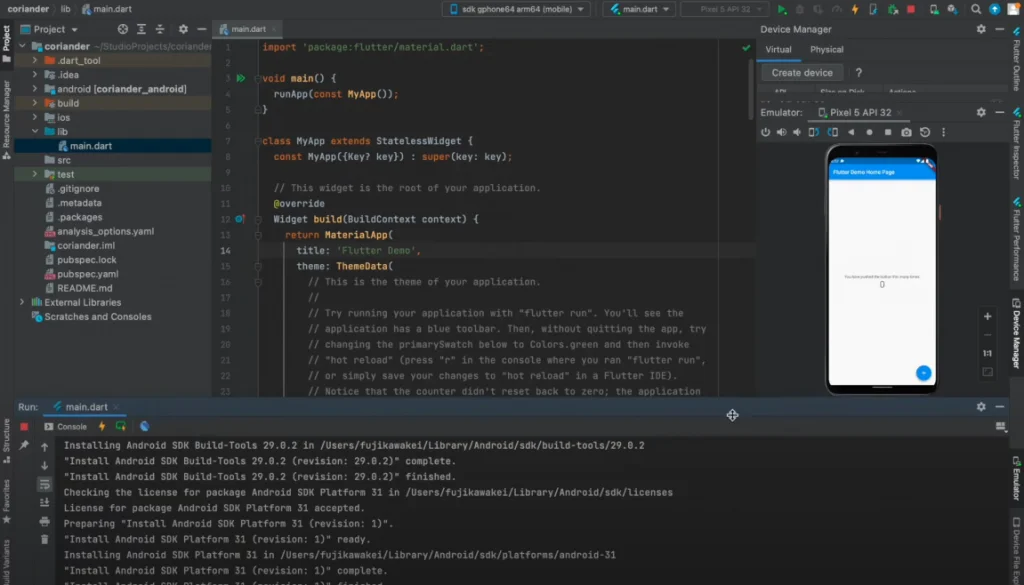 coriander
lib
main.dart
sdk gphone64 arm64 (mobile)
main.dart
Pixel 5 API 32
Project
main.dart
Device Manager
coriander ~/StudioProjects/coriander
.dart_tool
.idea
android [coriander_android]
build
ios
lib
main.dart
src
test
.gitignore
.metadata
.packages
analysis_options.yaml
coriander.iml
pubspec.lock
pubspec.yaml
README.md
External Libraries
Scratches and Consoles
1 import 'package:flutter/material.dart';
2
3 void main() {
4 runApp(const MyApp());
5 }
6
7 class MyApp extends StatelessWidget {
8 const MyApp({Key? key}) : super(key: key);
9
10 // This widget is the root of your application.
11 @override
12 Widget build(BuildContext context) {
13 return MaterialApp(
14 title: 'Flutter Demo',
15 theme: ThemeData(
16 // This is the theme of your application.
17 //
18 // Try running your application with "flutter run". You'll see the
19 // application has a blue toolbar. Then, without quitting the app, try
20 // changing the primarySwatch below to Colors.green and then invoke
21 // "hot reload" (press "r" in the console where you ran "flutter run",
22 // or simply save your changes to "hot reload" in a Flutter IDE).
23 // Notice that the counter didn't reset back to zero; the application
Virtual
Physical
Create device
?
Emulator:
Pixel 5 API 32
Flutter Demo Home Page
1:1
Project
Resource Manager
Structure
Favorites
Build Variants
Flutter Outline
Flutter Inspector
Flutter Performance
Device Manager
Emulator
Run:
main.dart
Console
Installing Android SDK Build-Tools 29.0.2 in /Users/fujikawakei/Library/Android/sdk/build-tools/29.0.2
"Install Android SDK Build-Tools 29.0.2 (revision: 29.0.2)" complete.
"Install Android SDK Build-Tools 29.0.2 (revision: 29.0.2)" finished.
Checking the license for package Android SDK Platform 31 in /Users/fujikawakei/Library/Android/sdk/licenses
License for package Android SDK Platform 31 accepted.
Preparing "Install Android SDK Platform 31 (revision: 1)".
"Install Android SDK Platform 31 (revision: 1)" ready.
Installing Android SDK Platform 31 in /Users/fujikawakei/Library/Android/sdk/platforms/android-31
"Install Android SDK Platform 31 (revision: 1)" complete.